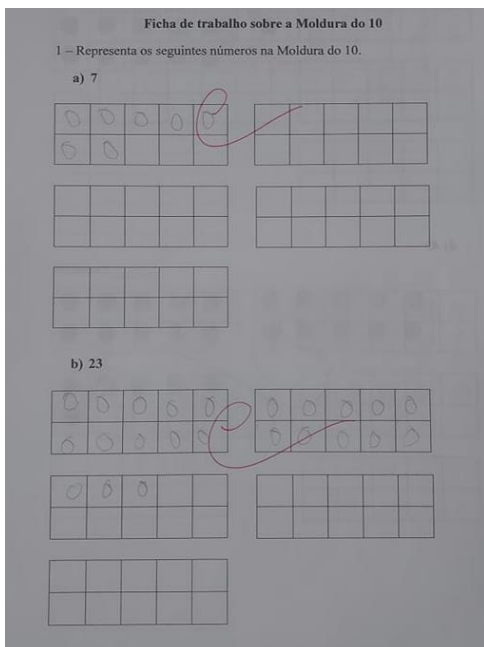 Ficha de trabalho sobre a Moldura do 10
1 – Representa os seguintes números na Moldura do 10.
a) 7
b) 23